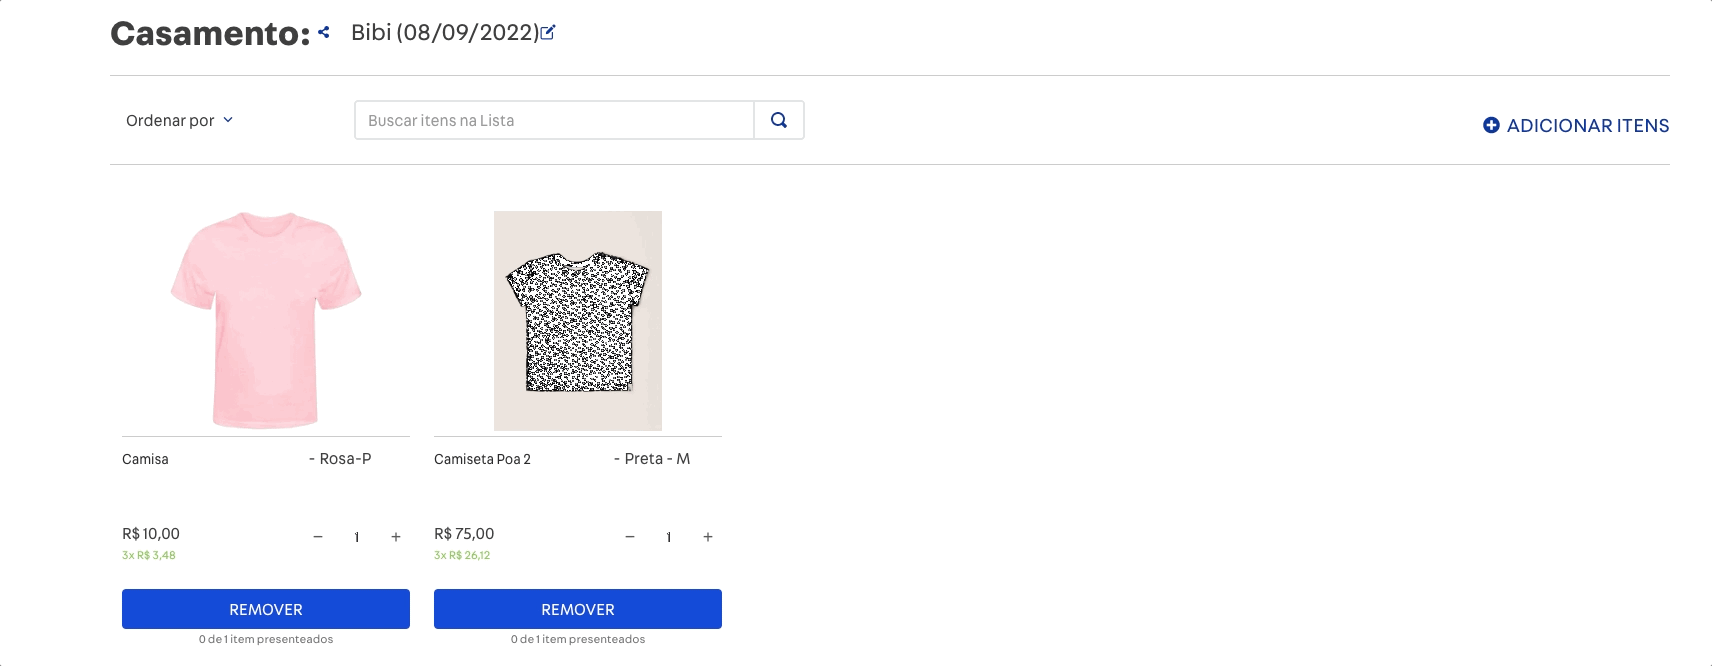 Casamento: Bibi (08/09/2022)
Ordenar por
Buscar itens na Lista
ADICIONAR ITENS
Camisa - Rosa-P
R$ 10,00
3x R$ 3,48
− 1 +
REMOVER
0 de 1 item presenteados
Camiseta Poa 2 - Preta - M
R$ 75,00
3x R$ 26,12
− 1 +
REMOVER
0 de 1 item presenteados